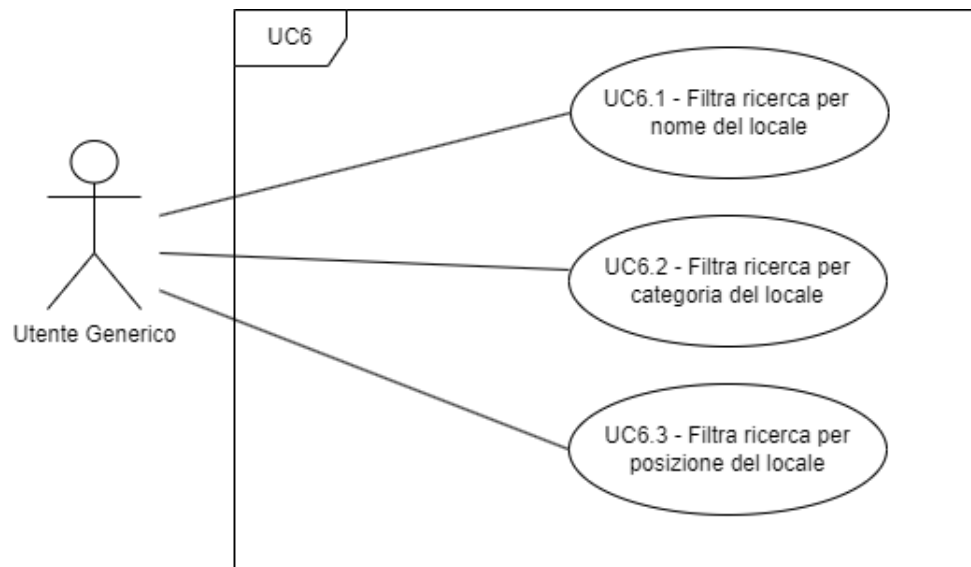 UC6
UC6.1 - Filtra ricerca per
nome del locale
UC6.2 - Filtra ricerca per
categoria del locale
Utente Generico
UC6.3 - Filtra ricerca per
posizione del locale